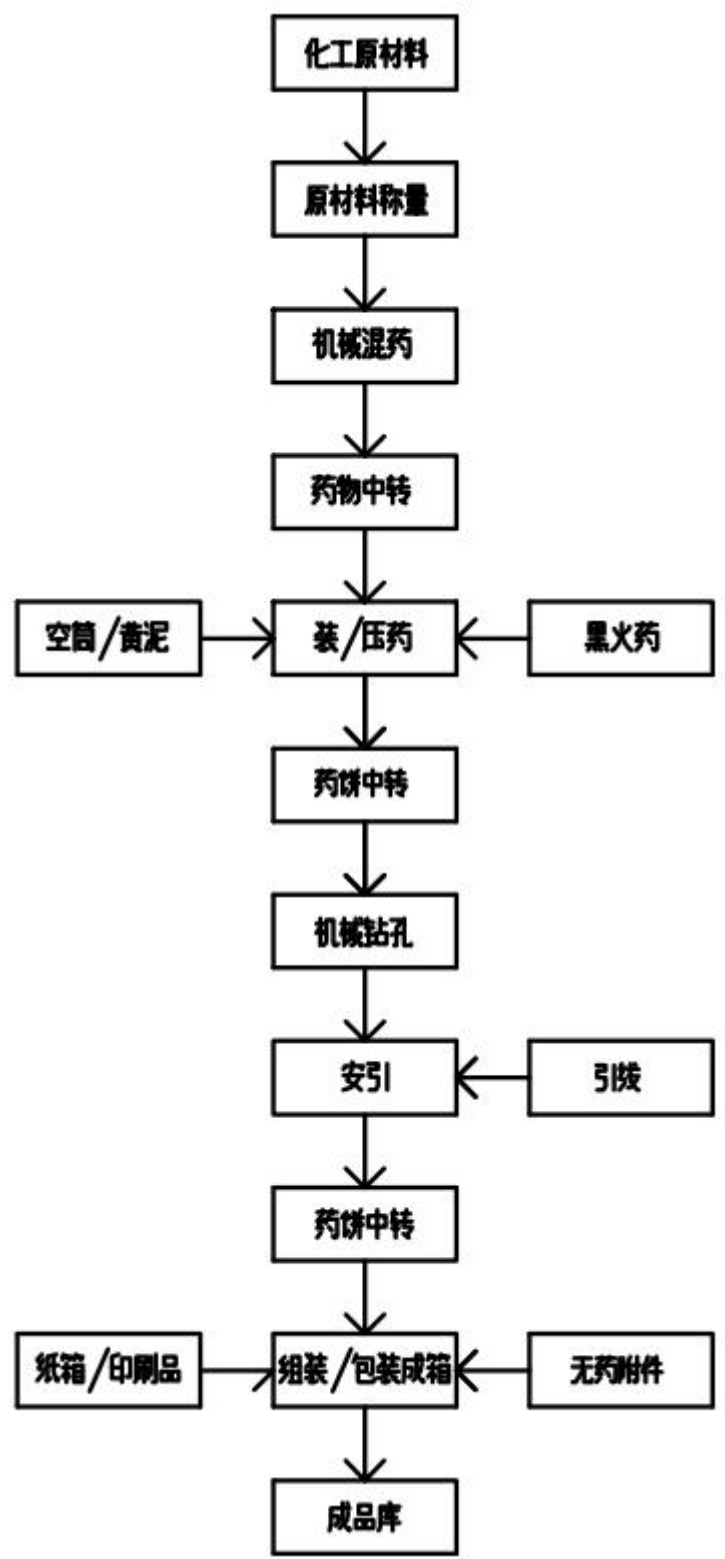 化工原材料
原材料称量
机械混药
药物中转
空筒/黄泥
装/压药
黑火药
药饼中转
机械钻孔
安引
引线
药饼中转
纸箱/印刷品
组装/包装成箱
无药附件
成品库